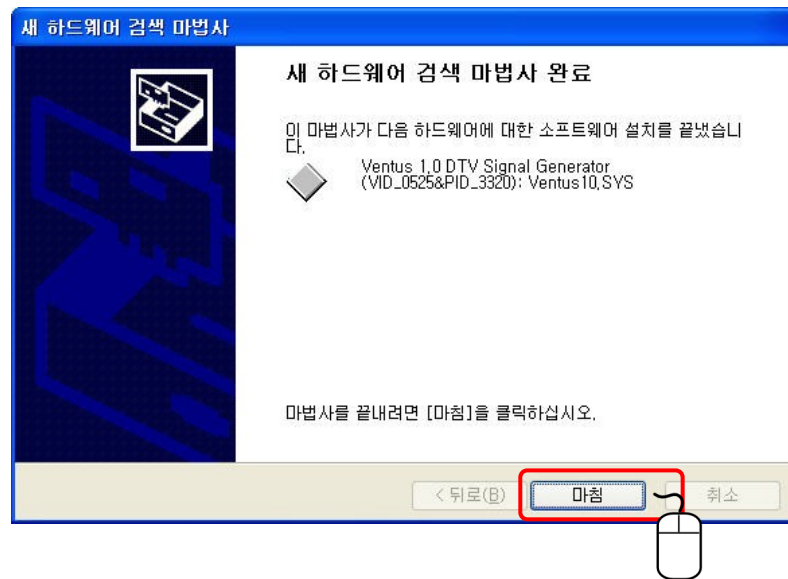 새 하드웨어 검색 마법사
새 하드웨어 검색 마법사 완료
이 마법사가 다음 하드웨어에 대한 소프트웨어 설치를 끝냈습니
다.
Ventus 1.0 DTV Signal Generator
(VID_0525&PID_3320): Ventus10.SYS
마법사를 끝내려면 [마침]을 클릭하십시오.
< 뒤로(B) 마침 취소